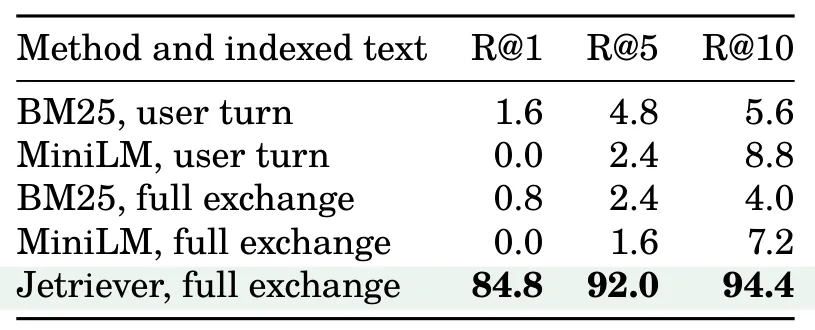 Method and indexed text R@1 R@5 R@10
BM25, user turn 1.6 4.8 5.6
MiniLM, user turn 0.0 2.4 8.8
BM25, full exchange 0.8 2.4 4.0
MiniLM, full exchange 0.0 1.6 7.2
Jetriever, full exchange 84.8 92.0 94.4